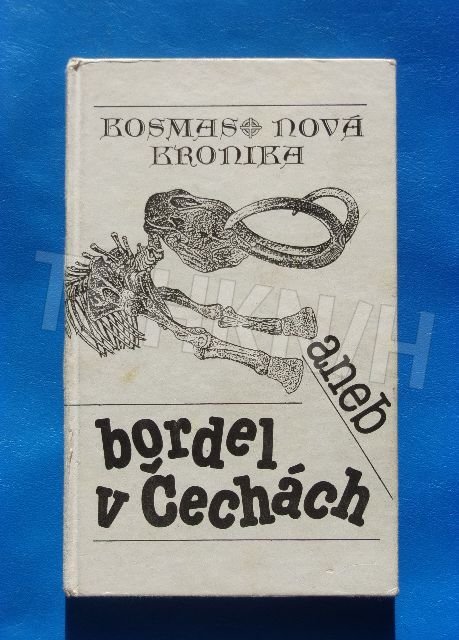 KOSMAS NOVÁ
KRONIKA
aneb
bordel
v Čechách